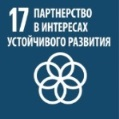 17 ПАРТНЕРСТВО
В ИНТЕРЕСАХ
УСТОЙЧИВОГО РАЗВИТИЯ